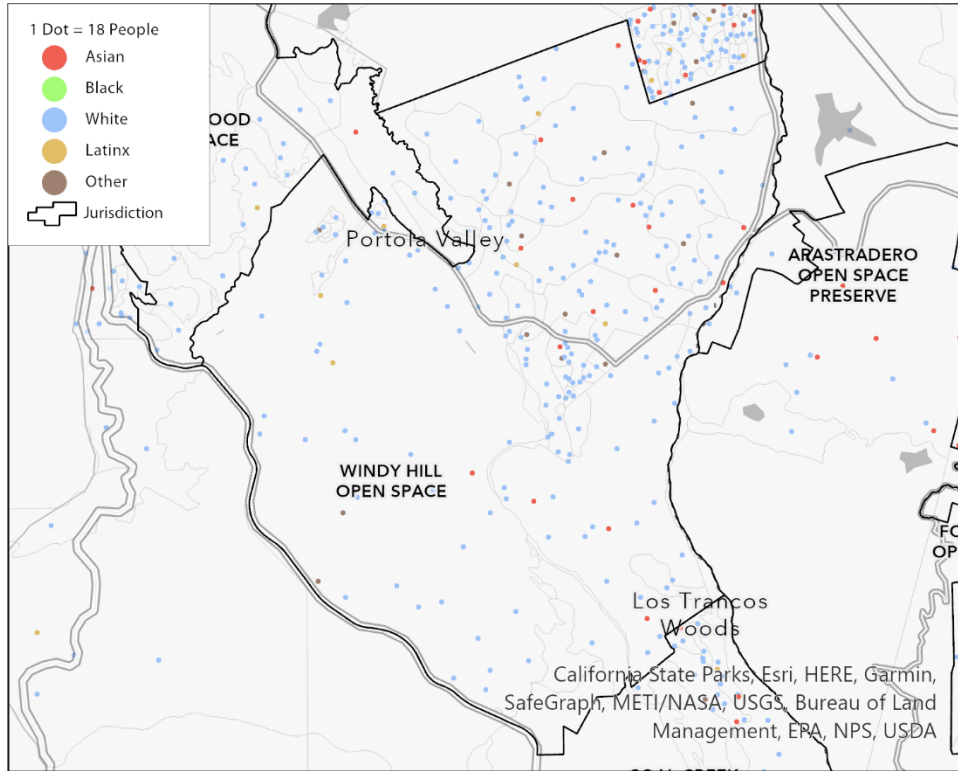 1 Dot = 18 People
Asian
Black
White
Latinx
Other
Jurisdiction
OOD
ACE
Portola Valley
ARASTRADERO
OPEN SPACE
PRESERVE
WINDY HILL
OPEN SPACE
FO
OP
Los Trancos
Woods
California State Parks, Esri, HERE, Garmin,
SafeGraph, METI/NASA, USGS, Bureau of Land
Management, EPA, NPS, USDA